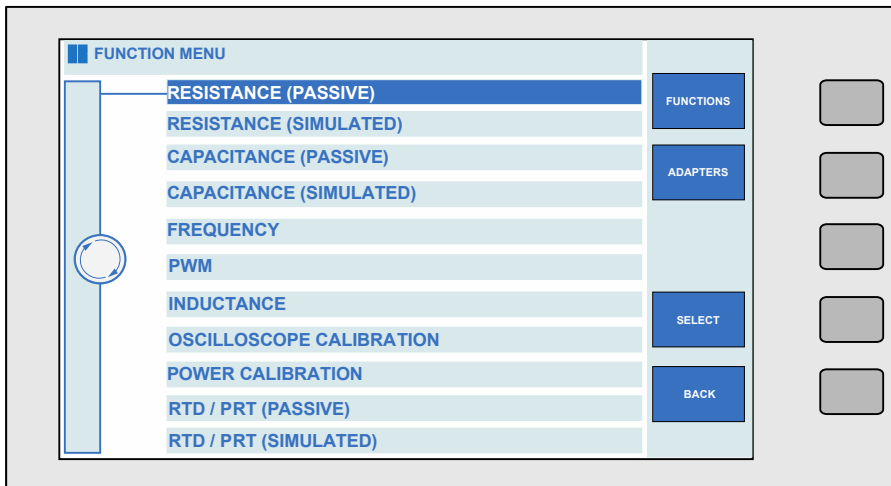 FUNCTION MENU
RESISTANCE (PASSIVE)
RESISTANCE (SIMULATED)
CAPACITANCE (PASSIVE)
CAPACITANCE (SIMULATED)
FREQUENCY
PWM
INDUCTANCE
OSCILLOSCOPE CALIBRATION
POWER CALIBRATION
RTD / PRT (PASSIVE)
RTD / PRT (SIMULATED)
FUNCTIONS
ADAPTERS
SELECT
BACK